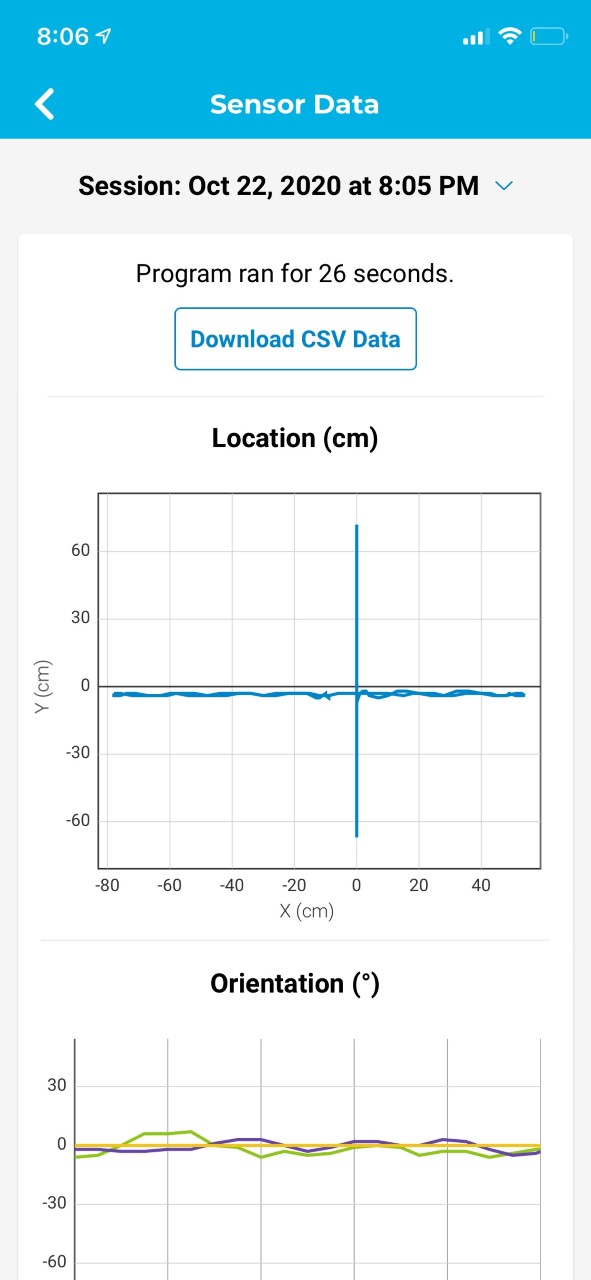 8:06
Sensor Data
Session: Oct 22, 2020 at 8:05 PM
Program ran for 26 seconds.
Download CSV Data
Location (cm)
60
30
0
-30
-60
Y (cm)
-80 -60 -40 -20 0 20 40
X (cm)
Orientation (°)
30
0
-30
-60